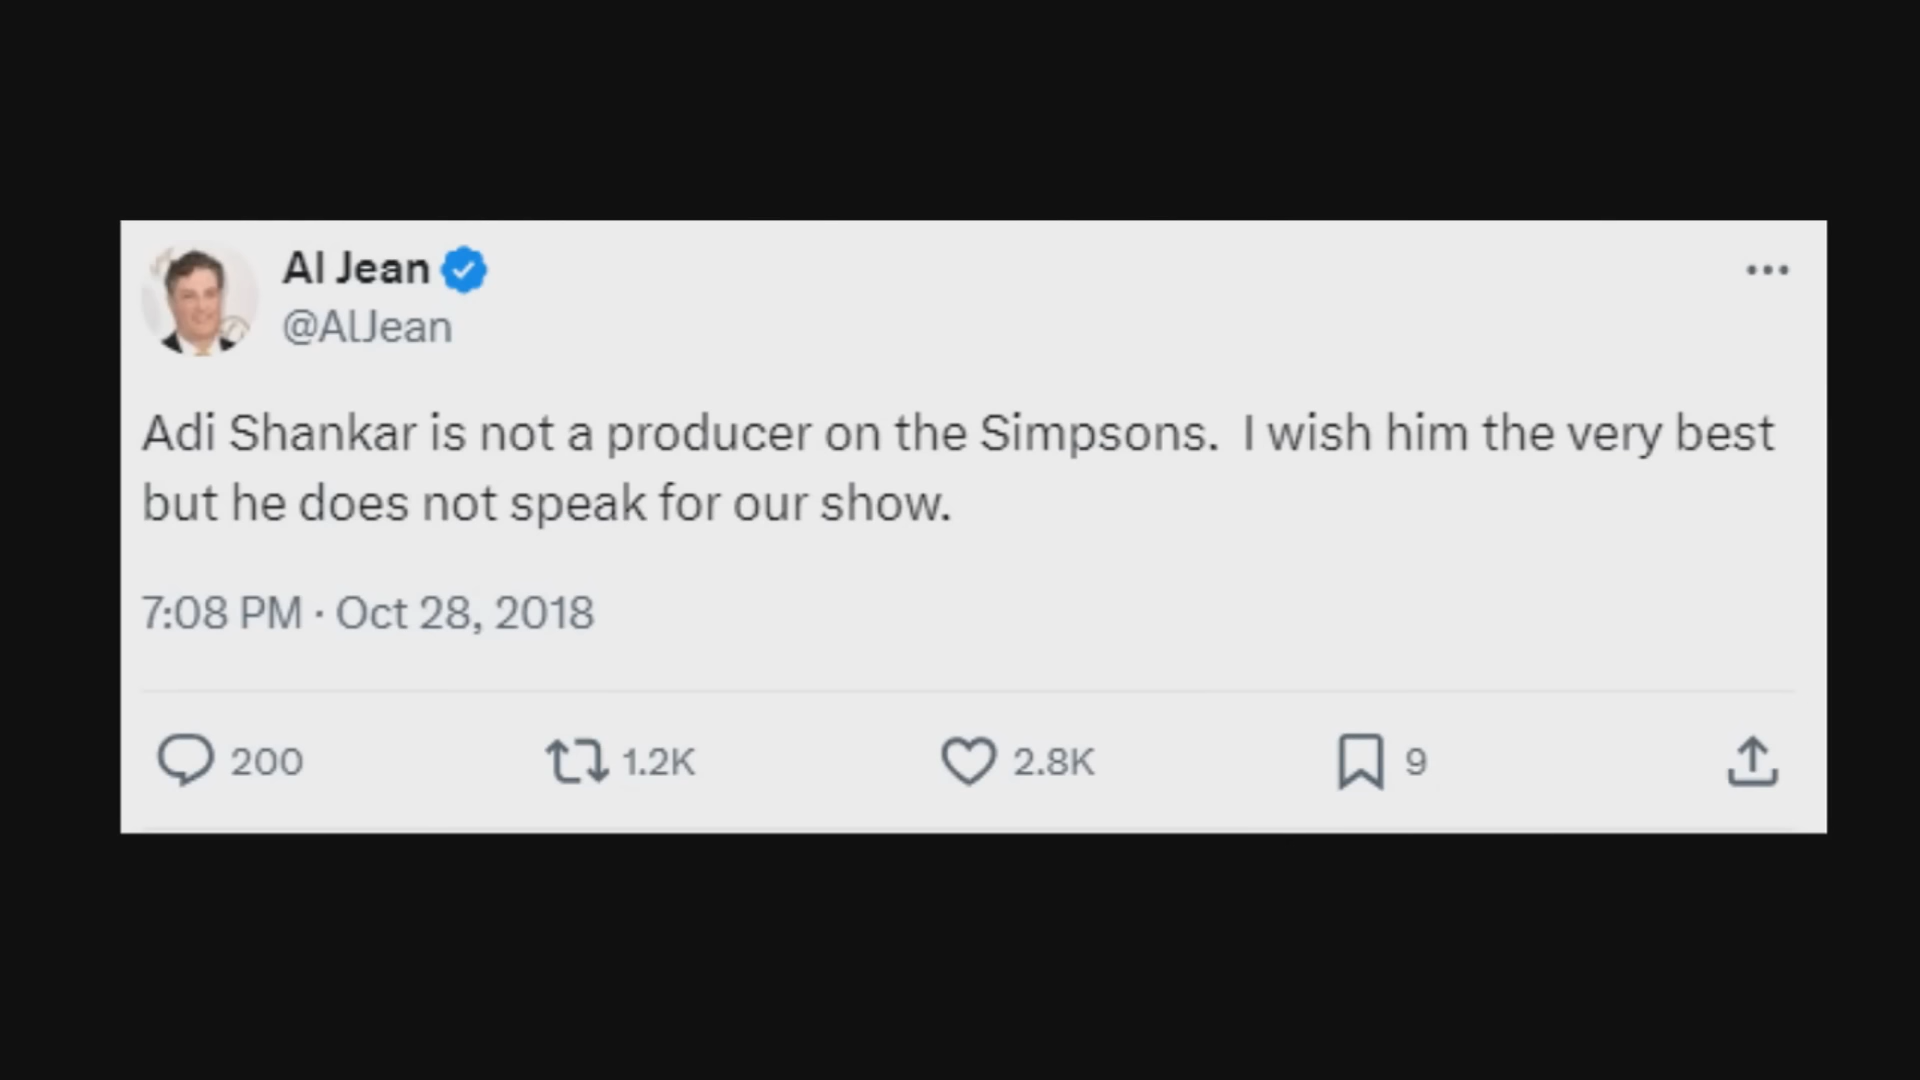 Al Jean
@AlJean
Adi Shankar is not a producer on the Simpsons.  I wish him the very best
but he does not speak for our show.
7:08 PM · Oct 28, 2018
200 1.2K 2.8K 9